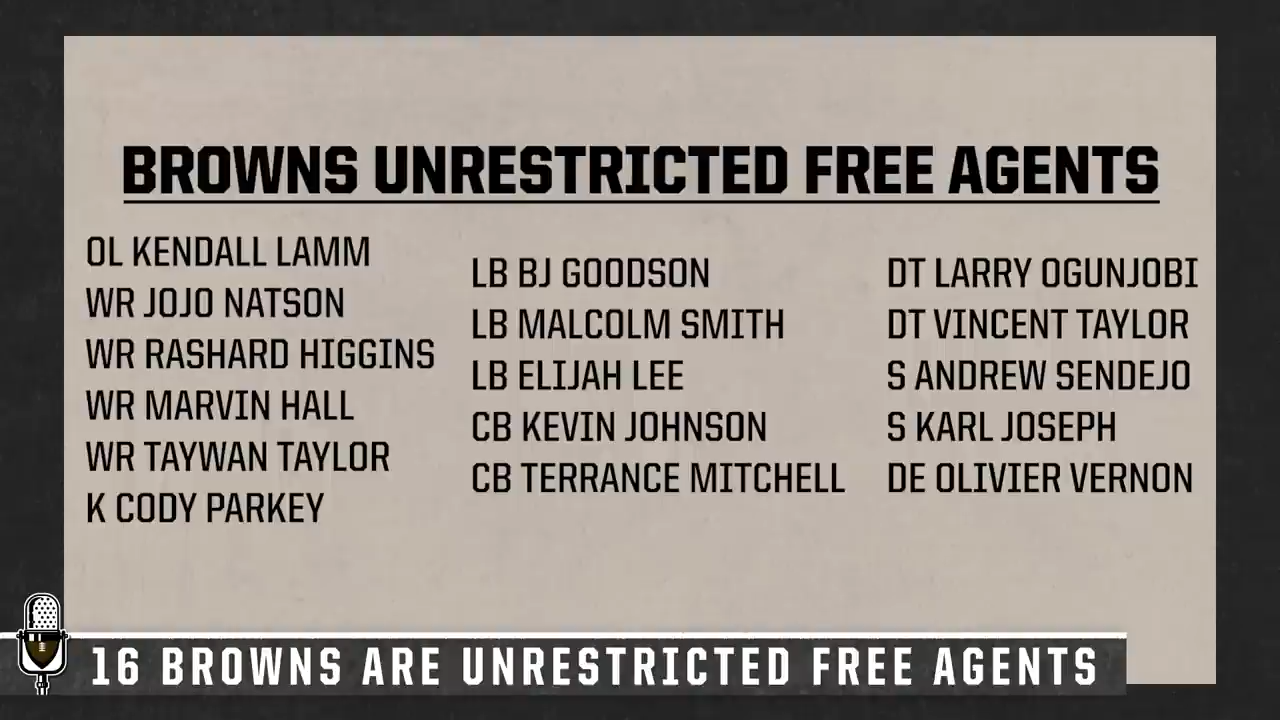 BROWNS UNRESTRICTED FREE AGENTS
OL KENDALL LAMM
WR JOJO NATSON
WR RASHARD HIGGINS
WR MARVIN HALL
WR TAYWAN TAYLOR
K CODY PARKEY
LB BJ GOODSON
LB MALCOLM SMITH
LB ELIJAH LEE
CB KEVIN JOHNSON
CB TERRANCE MITCHELL
DT LARRY OGUNJOBI
DT VINCENT TAYLOR
S ANDREW SENDEJO
S KARL JOSEPH
DE OLIVIER VERNON
16 BROWNS ARE UNRESTRICTED FREE AGENTS